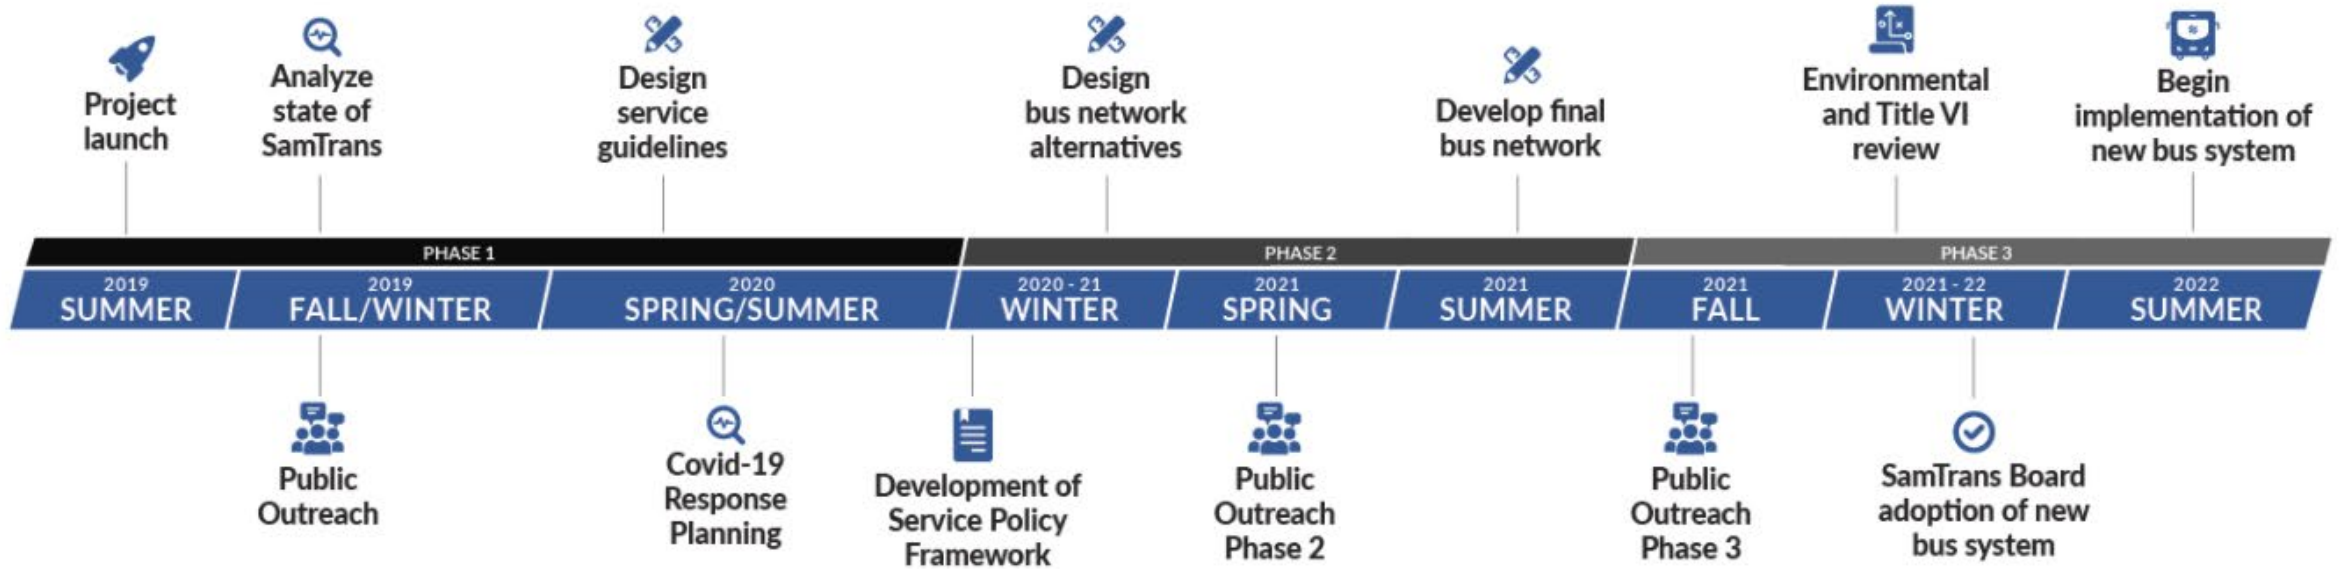 Project
launch
Analyze
state of
SamTrans
Design
service
guidelines
Design
bus network
alternatives
Develop final
bus network
Environmental
and Title VI
review
Begin
implementation of
new bus system
PHASE 1
PHASE 2
PHASE 3
2019
SUMMER
2019
FALL/WINTER
2020
SPRING/SUMMER
2020 - 21
WINTER
2021
SPRING
2021
SUMMER
2021
FALL
2021 - 22
WINTER
2022
SUMMER
Public
Outreach
Covid-19
Response
Planning
Development of
Service Policy
Framework
Public
Outreach
Phase 2
Public
Outreach
Phase 3
SamTrans Board
adoption of new
bus system